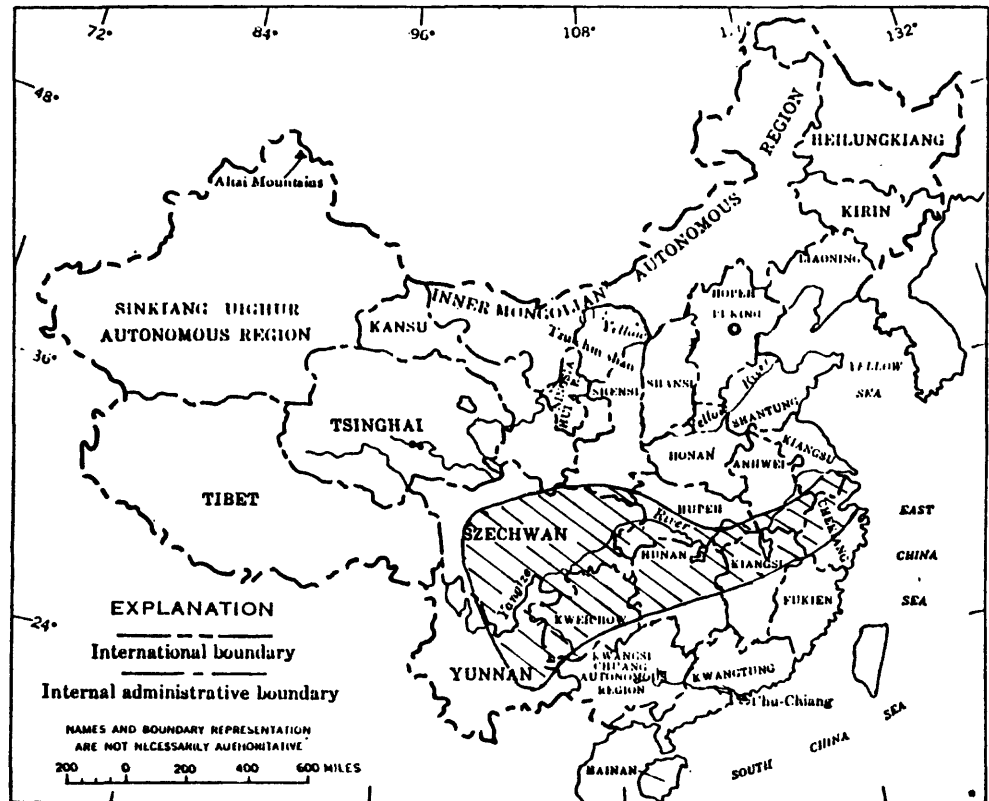 72°
84°
96°
108°
132°
48°
REGION
HEILUNGKIANG
Altai Mountains
KIRIN
AUTONOMOUS
LIAONING
INNER MONGOLIAN
HOPEH
PEKING
SINKIANG UIGHUR
AUTONOMOUS REGION
KANSU
Yellow
36°
SHENSI
SHANSI
River
YELLOW
SEA
Yellow
SHANTUNG
TSINGHAI
KIANGSU
HONAN
ANHWEI
TIBET
HUPEH
River
CHEKIANG
EAST
SZECHWAN
HUNAN
KIANGSI
CHINA
SEA
Yangtze
FUKIEN
KWEICHOW
24°
EXPLANATION
International boundary
Internal administrative boundary
YUNNAN
KWANGSI
CHUANG
AUTONOMOUS
REGION
KWANGTUNG
Chu-Chiang
NAMES AND BOUNDARY REPRESENTATION
ARE NOT NECESSARILY AUTHORITATIVE
200 0 200 400 600 MILES
HAINAN
SOUTH CHINA SEA